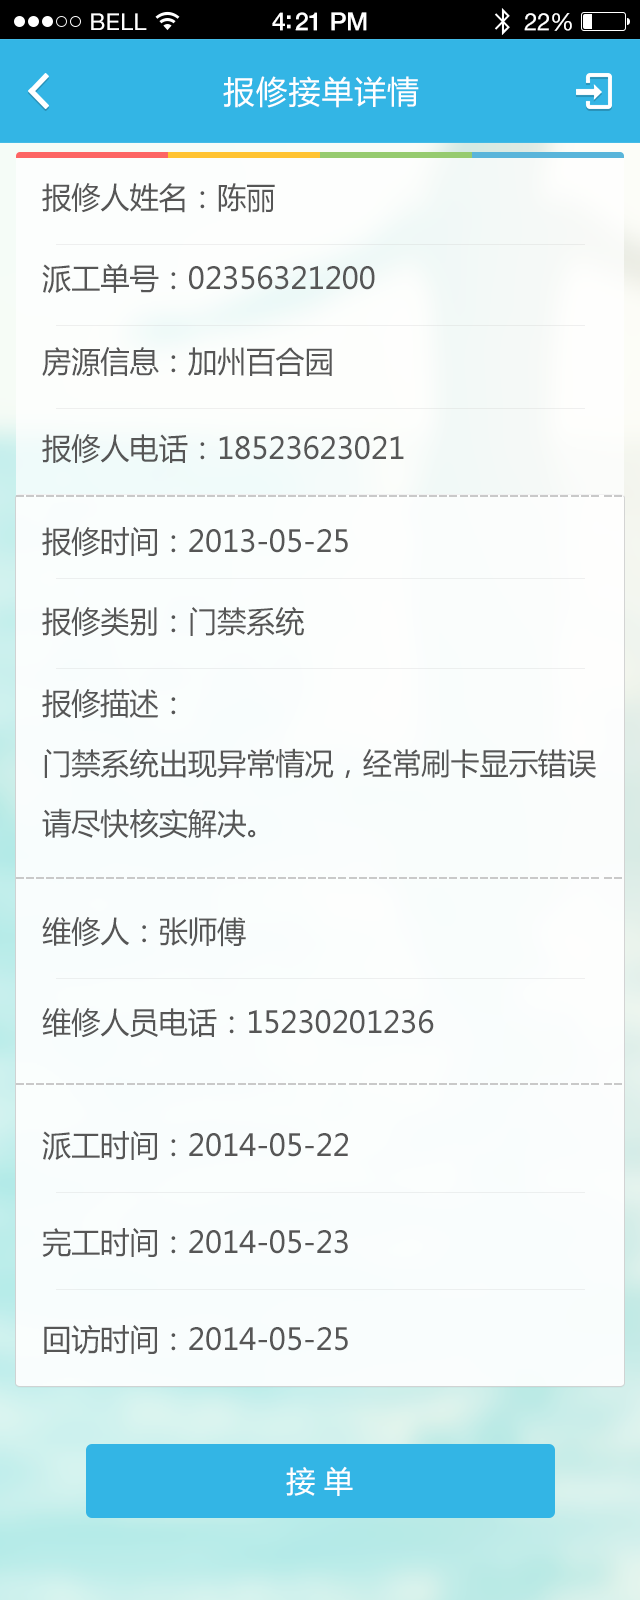 BELL 4:21 PM 22%
报修接单详情
报修人姓名：陈丽
派工单号：02356321200
房源信息：加州百合园
报修人电话：18523623021
报修时间：2013-05-25
报修类别：门禁系统
报修描述：
门禁系统出现异常情况，经常刷卡显示错误
请尽快核实解决。
维修人：张师傅
维修人员电话：15230201236
派工时间：2014-05-22
完工时间：2014-05-23
回访时间：2014-05-25
接 单